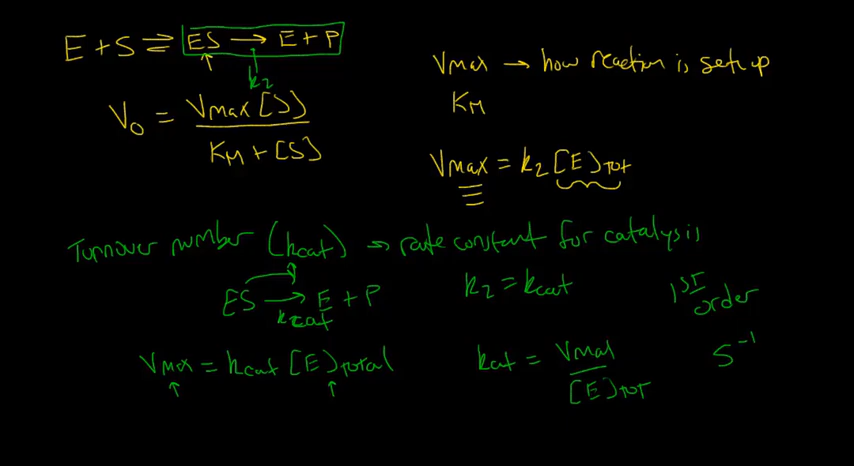 E + S ⇌ ES → E + P
k2
Vmax → how reaction is set up
KM
V0 = Vmax [S] / KM + [S]
Vmax = k2 [E]TOT
Turnover number (kcat) → rate constant for catalysis
ES → E + P
kcat
k2 = kcat
1ST order
Vmax = kcat [E]total
kcat = Vmax / [E]TOT
S⁻¹